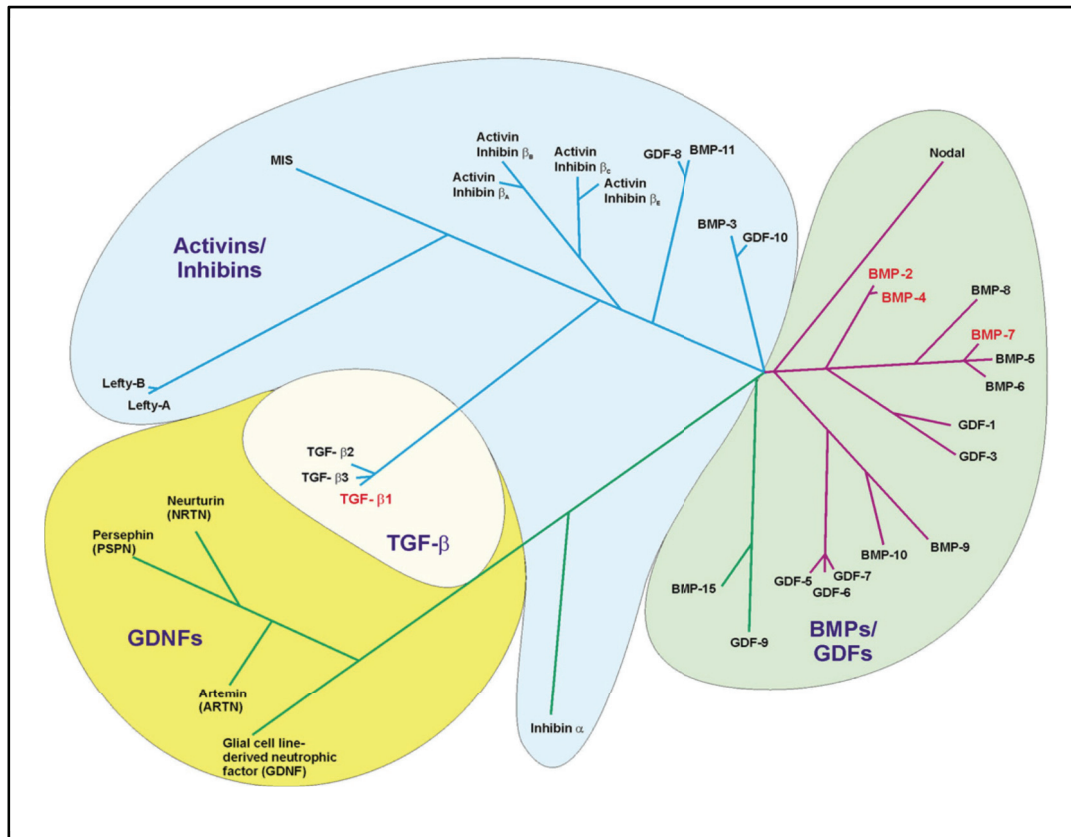 MIS
Activin
Inhibin βB
Activin
Inhibin βA
Activin
Inhibin βC
Activin
Inhibin βE
GDF-8
BMP-11
BMP-3
GDF-10
Activins/
Inhibins
Lefty-B
Lefty-A
Nodal
BMP-2
BMP-4
BMP-8
BMP-7
BMP-5
BMP-6
GDF-1
GDF-3
BMP-9
BMP-10
GDF-5
GDF-7
GDF-6
BMP-15
GDF-9
BMPs/
GDFs
TGF- β2
TGF- β3
TGF- β1
TGF-β
Neurturin
(NRTN)
Persephin
(PSPN)
GDNFs
Artemin
(ARTN)
Glial cell line-
derived neutrophic
factor (GDNF)
Inhibin α